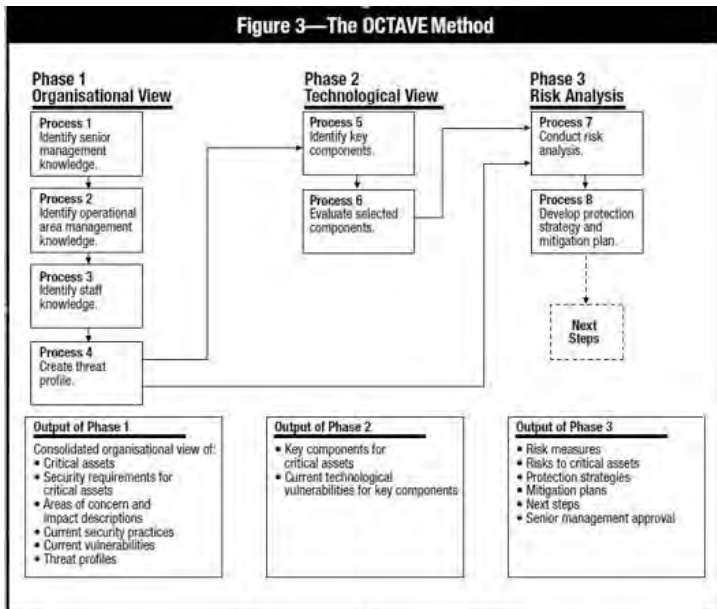 Figure 3—The OCTAVE Method
Phase 1
Organisational View
Process 1
Identify senior
management
knowledge.
Process 2
Identify operational
area management
knowledge.
Process 3
Identify staff
knowledge.
Process 4
Create threat
profile.
Phase 2
Technological View
Process 5
Identify key
components.
Process 6
Evaluate selected
components.
Phase 3
Risk Analysis
Process 7
Conduct risk
analysis.
Process 8
Develop protection
strategy and
mitigation plan.
Next
Steps
Output of Phase 1
Consolidated organisational view of:
• Critical assets
• Security requirements for
critical assets
• Areas of concern and
impact descriptions
• Current security practices
• Current vulnerabilities
• Threat profiles
Output of Phase 2
• Key components for
critical assets
• Current technological
vulnerabilities for key components
Output of Phase 3
• Risk measures
• Risks to critical assets
• Protection strategies
• Mitigation plans
• Next steps
• Senior management approval